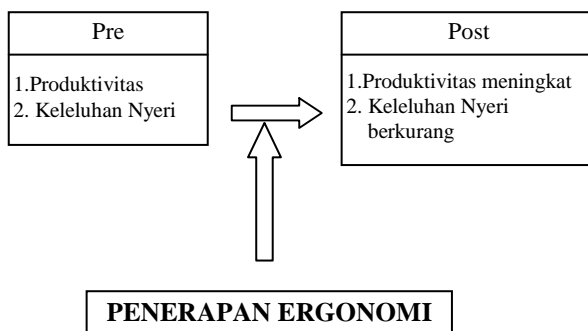 Pre
1.Produktivitas
2. Keleluhan Nyeri
Post
1.Produktivitas meningkat
2. Keleluhan Nyeri
berkurang
PENERAPAN ERGONOMI